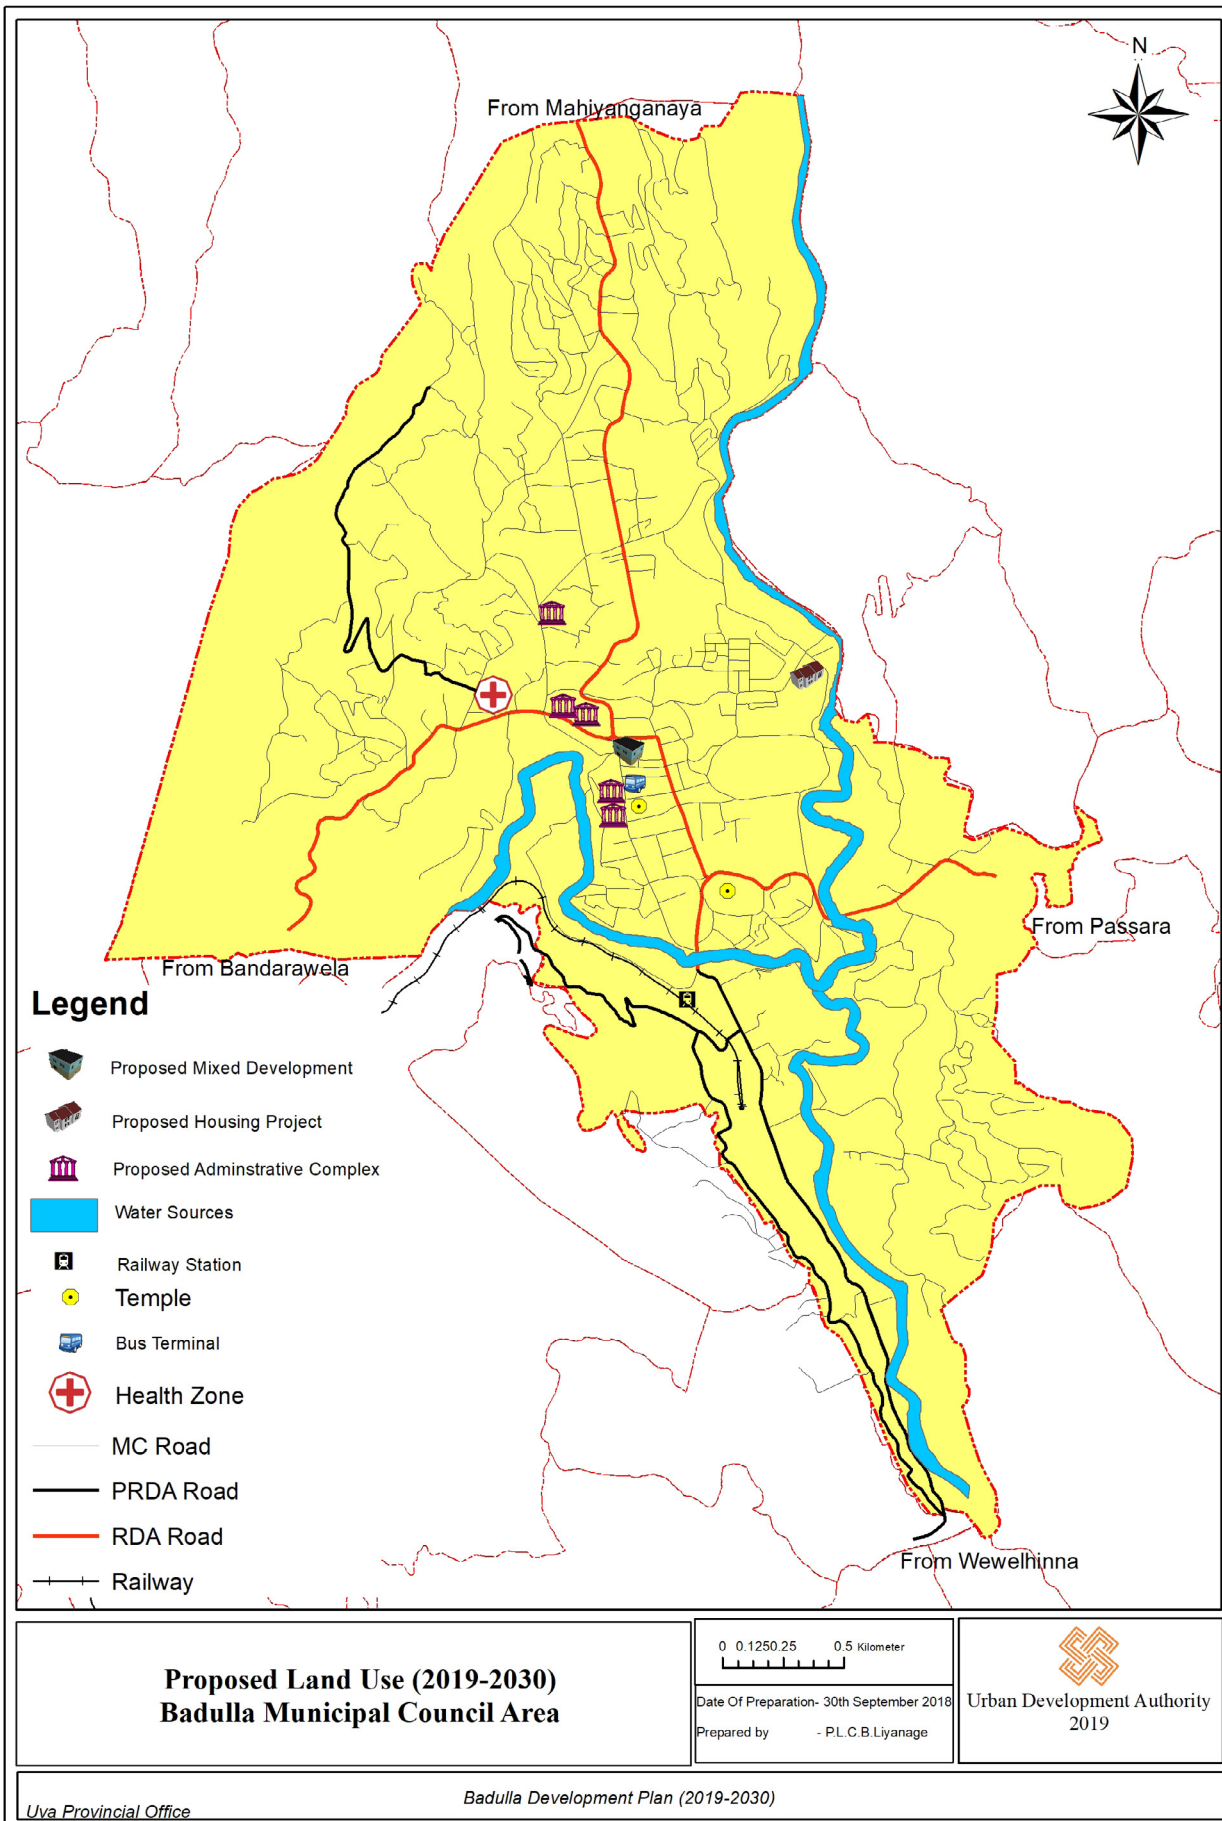 N
From Mahiyanganaya
From Passara
From Bandarawela
Legend
Proposed Mixed Development
Proposed Housing Project
Proposed Adminstrative Complex
Water Sources
Railway Station
Temple
Bus Terminal
Health Zone
MC Road
PRDA Road
RDA Road
Railway
From Wewelhinna
Proposed Land Use (2019-2030)
Badulla Municipal Council Area
0 0.1250.25 0.5 Kilometer
Date Of Preparation- 30th September 2018
Prepared by - P.L.C.B.Liyanage
Urban Development Authority
2019
Badulla Development Plan (2019-2030)
Uva Provincial Office